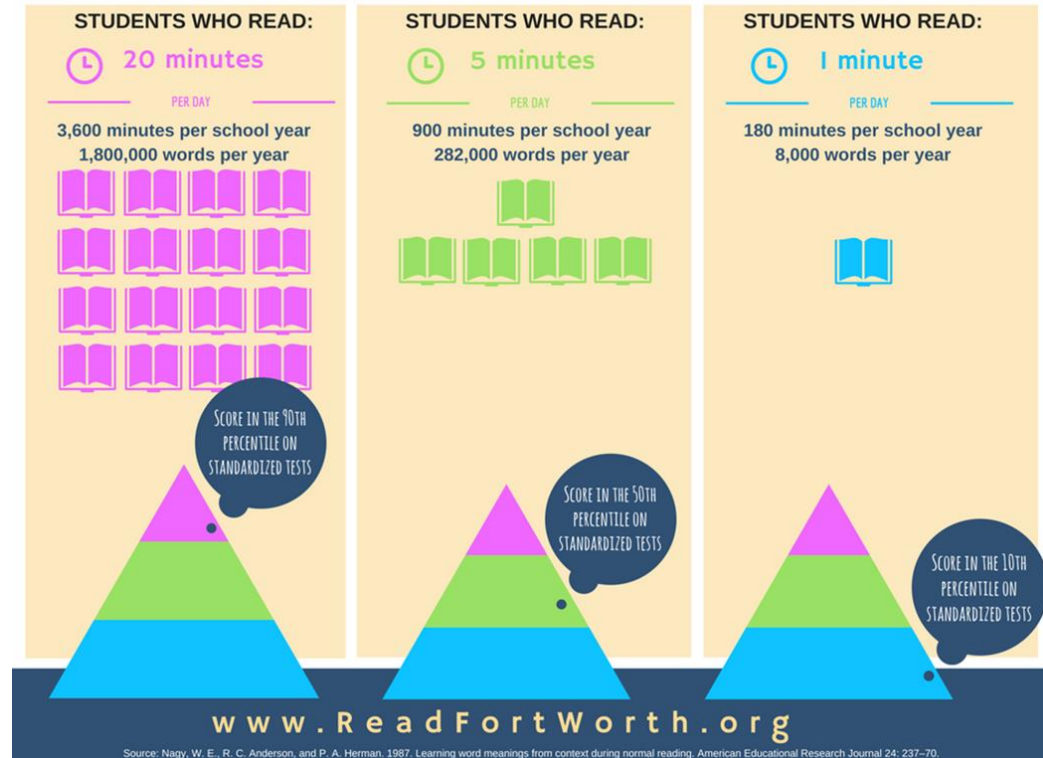 STUDENTS WHO READ:
20 minutes
PER DAY
3,600 minutes per school year
1,800,000 words per year
SCORE IN THE 90TH
PERCENTILE ON
STANDARDIZED TESTS
STUDENTS WHO READ:
5 minutes
PER DAY
900 minutes per school year
282,000 words per year
SCORE IN THE 50TH
PERCENTILE ON
STANDARDIZED TESTS
STUDENTS WHO READ:
1 minute
PER DAY
180 minutes per school year
8,000 words per year
SCORE IN THE 10TH
PERCENTILE ON
STANDARDIZED TESTS
www.ReadFortWorth.org
Source: Nagy, W. E., R. C. Anderson, and P. A. Herman. 1987. Learning word meanings from context during normal reading. American Educational Research Journal 24: 237–70.